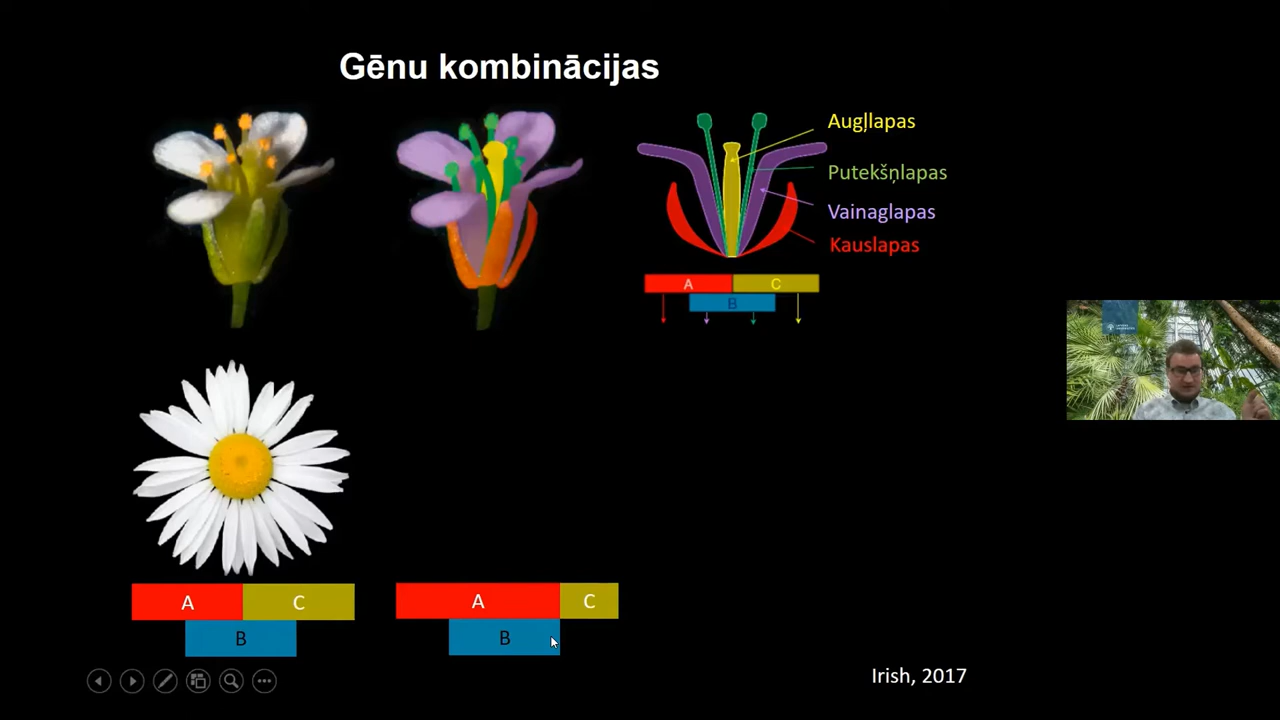 Gēnu kombinācijas
Augļlapas
Putekšņlapas
Vainaglapas
Kauslapas
A C
B
A C
B
A C
B
Irish, 2017